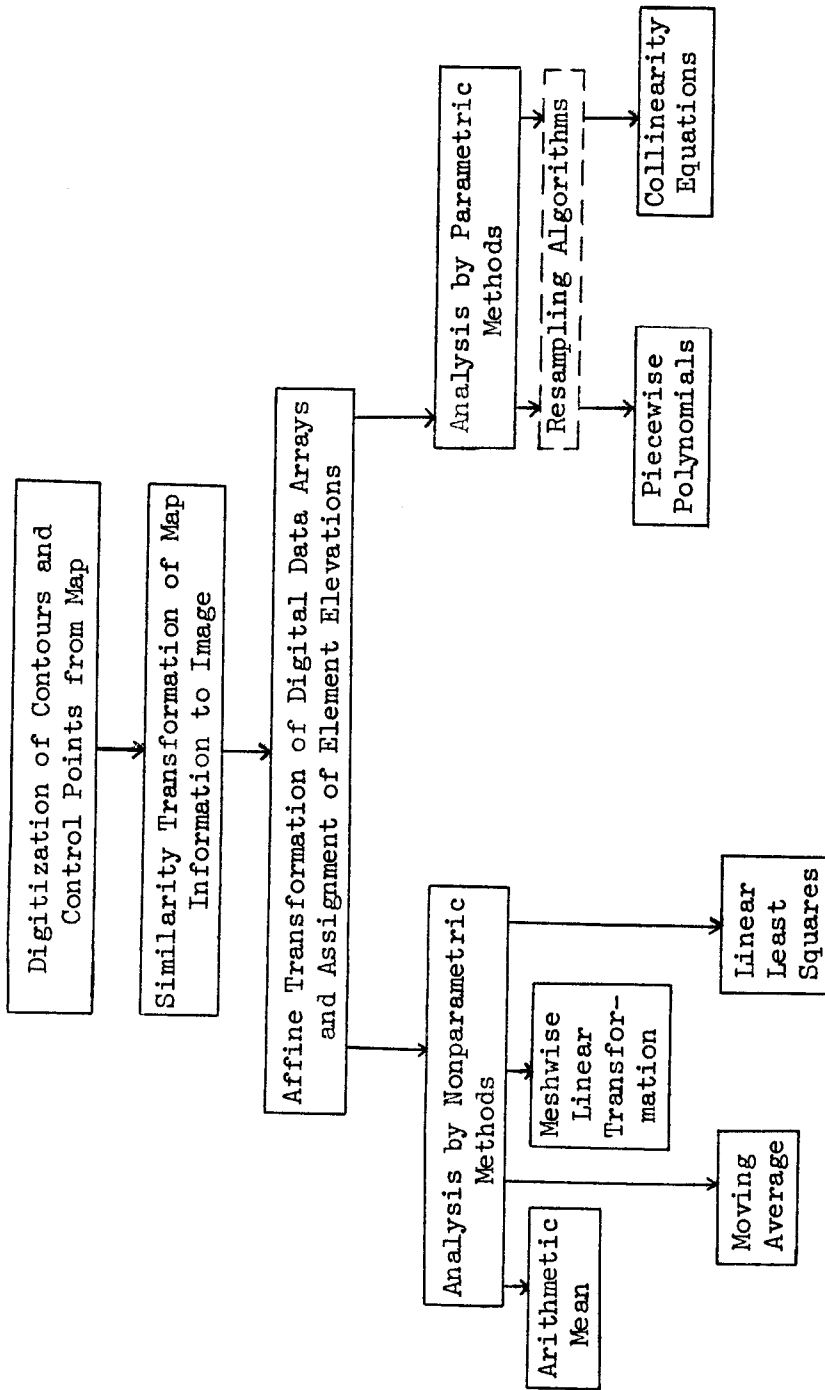 Digitization of Contours and
Control Points from Map
Similarity Transformation of Map
Information to Image
Affine Transformation of Digital Data Arrays
and Assignment of Element Elevations
Analysis by Nonparametric
Methods
Arithmetic
Mean
Moving
Average
Meshwise
Linear
Transfor-
mation
Linear
Least
Squares
Analysis by Parametric
Methods
Resampling Algorithms
Piecewise
Polynomials
Collinearity
Equations